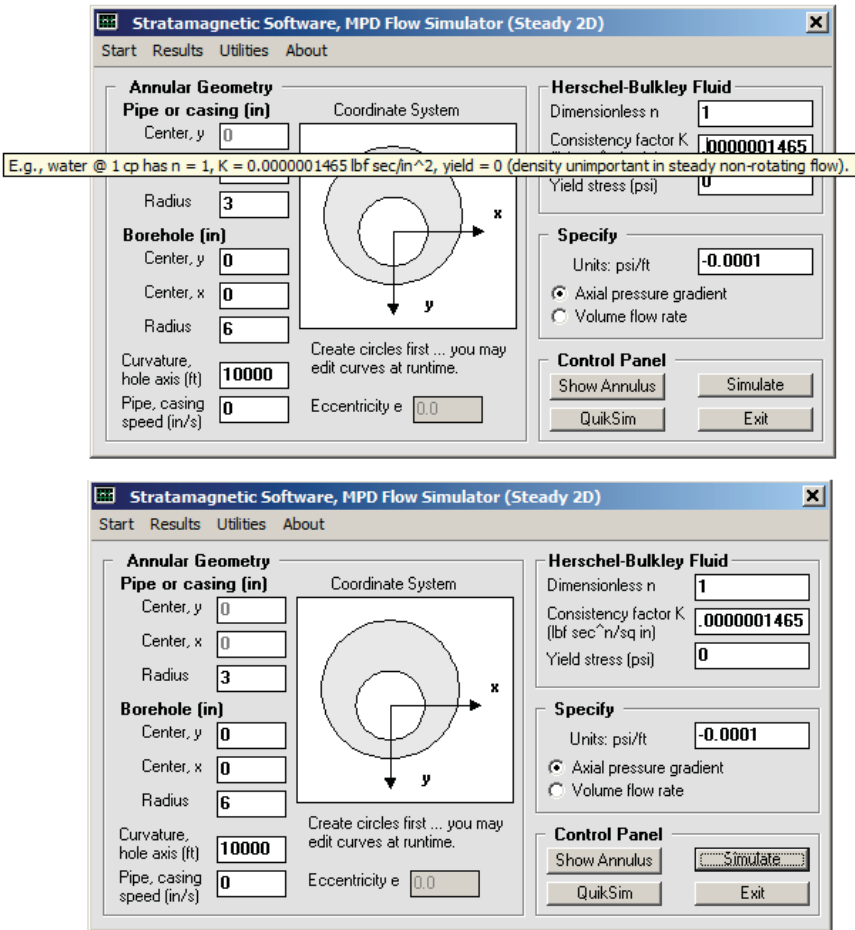 Stratamagnetic Software, MPD Flow Simulator (Steady 2D)
Start Results Utilities About
Annular Geometry
Pipe or casing (in)
Center, y 0
E.g., water @ 1 cp has n = 1, K = 0.0000001465 lbf sec/in^2, yield = 0 (density unimportant in steady non-rotating flow).
Radius 3
Borehole (in)
Center, y 0
Center, x 0
Radius 6
Curvature,
hole axis (ft) 10000
Pipe, casing
speed (in/s) 0
Coordinate System
x
y
Create circles first ... you may
edit curves at runtime.
Eccentricity e 0.0
Herschel-Bulkley Fluid
Dimensionless n 1
Consistency factor K .0000001465
Yield stress (psi) 0
Specify
Units: psi/ft -0.0001
Axial pressure gradient
Volume flow rate
Control Panel
Show Annulus Simulate
QuikSim Exit
Stratamagnetic Software, MPD Flow Simulator (Steady 2D)
Start Results Utilities About
Annular Geometry
Pipe or casing (in)
Center, y 0
Center, x 0
Radius 3
Borehole (in)
Center, y 0
Center, x 0
Radius 6
Curvature,
hole axis (ft) 10000
Pipe, casing
speed (in/s) 0
Coordinate System
x
y
Create circles first ... you may
edit curves at runtime.
Eccentricity e 0.0
Herschel-Bulkley Fluid
Dimensionless n 1
Consistency factor K .0000001465
(lbf sec^n/sq in)
Yield stress (psi) 0
Specify
Units: psi/ft -0.0001
Axial pressure gradient
Volume flow rate
Control Panel
Show Annulus Simulate
QuikSim Exit